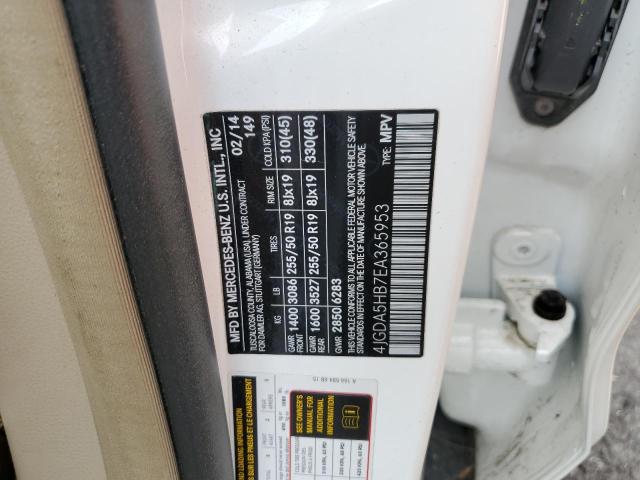 MFD BY MERCEDES-BENZ U.S. INTL., INC
TUSCALOOSA COUNTY, ALABAMA (USA), UNDER CONTRACT
FOR DAIMLER AG, STUTTGART (GERMANY)
02/14
149
KG LB TIRES RIM SIZE COLD KPA(PSI)
GAWR FRONT 1400 3086 255/50 R19 8Jx19 310(45)
GAWR REAR 1600 3527 255/50 R19 8Jx19 330(48)
GVWR 2850 6283
THIS VEHICLE CONFORMS TO ALL APPLICABLE FEDERAL MOTOR VEHICLE SAFETY
STANDARDS IN EFFECT ON THE DATE OF MANUFACTURE SHOWN ABOVE.
4JGDA5HB7EA365953 TYPE: MPV
SEE OWNER'S
MANUAL FOR
ADDITIONAL
INFORMATION